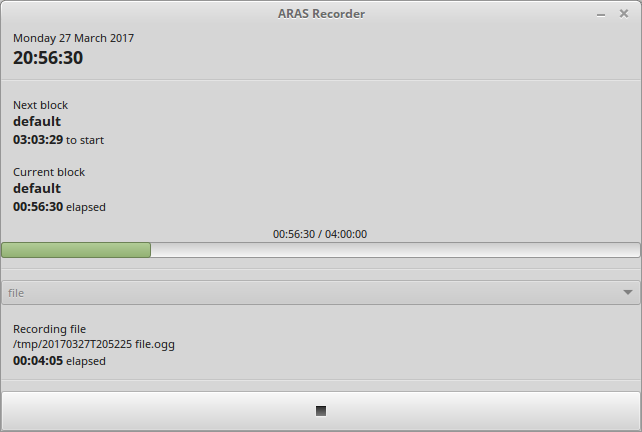 ARAS Recorder
Monday 27 March 2017
20:56:30
Next block
default
03:03:29 to start
Current block
default
00:56:30 elapsed
00:56:30 / 04:00:00
file
Recording file
/tmp/20170327T205225 file.ogg
00:04:05 elapsed